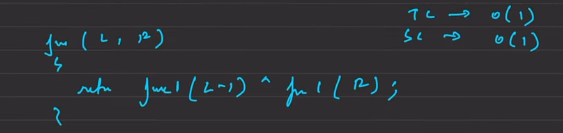 TC → O(1)
SC → O(1)
fun(L, R)
{
return func1(L-1) ^ fun1(R);
}